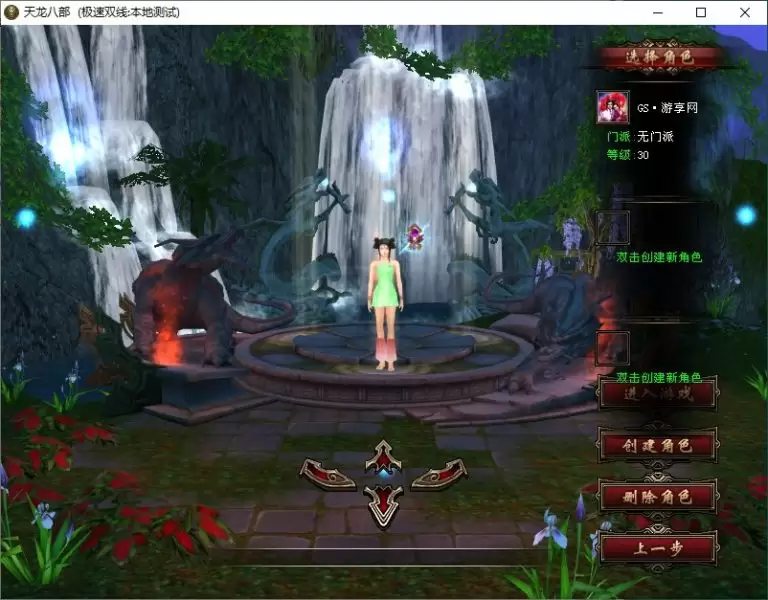 天龙八部 (极速双线:本地测试)
选择角色
GS·游享网
门派:无门派
等级:30
双击创建新角色
双击创建新角色
进入游戏
创建角色
删除角色
上一步